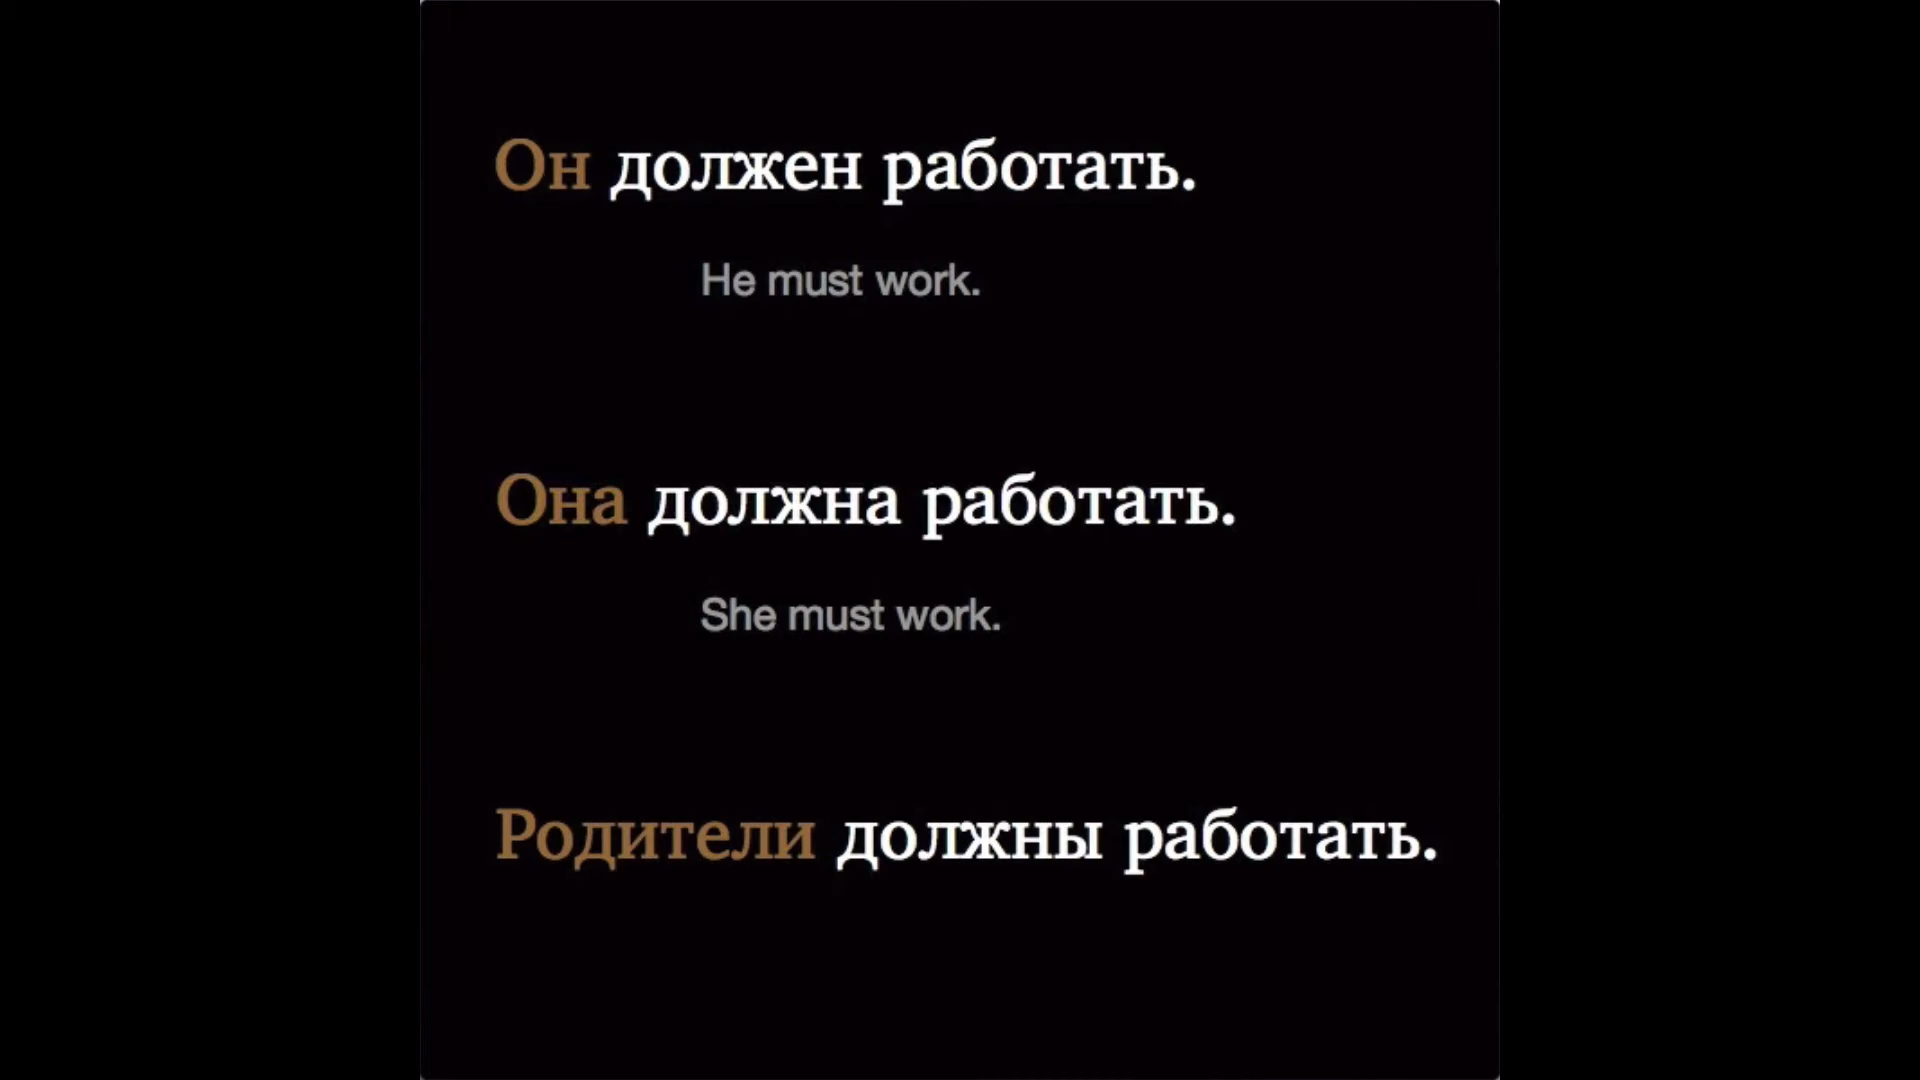 Он должен работать.
He must work.
Она должна работать.
She must work.
Родители должны работать.